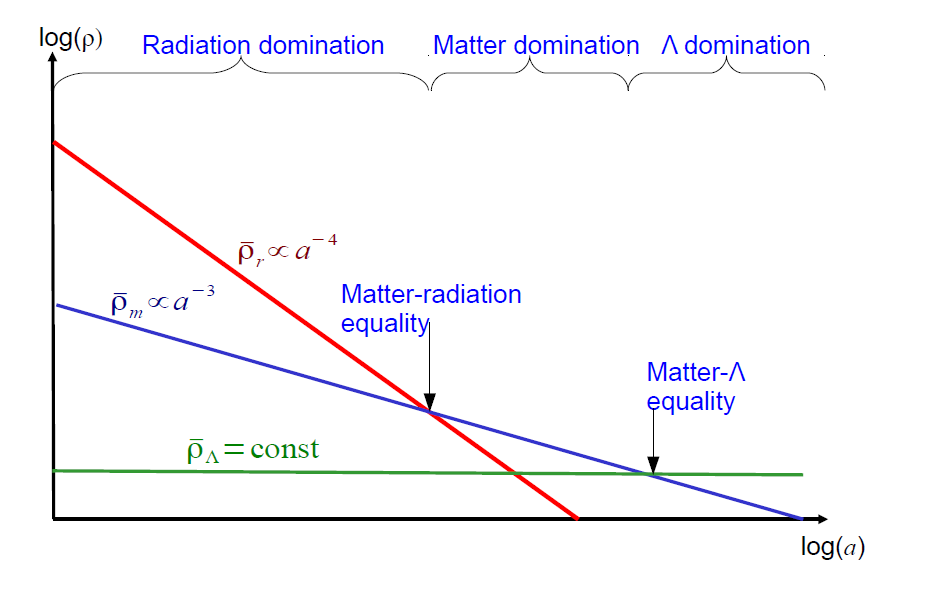 log(ρ)
Radiation domination
Matter domination
Λ domination
ρ̄r ∝ a⁻⁴
ρ̄m ∝ a⁻³
Matter-radiation
equality
Matter-Λ
equality
ρ̄Λ = const
log(a)